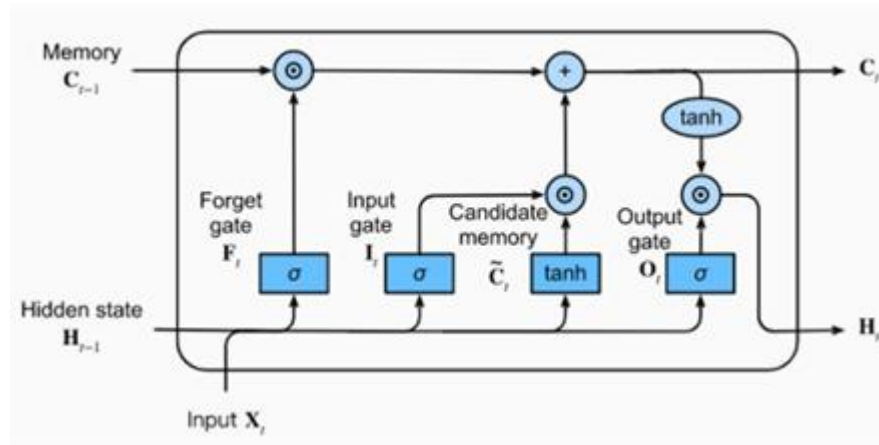 Memory
C_{t-1}
⊙
+
C_t
tanh
Forget
gate
F_t
σ
Input
gate
I_t
σ
Candidate
memory
C̃_t
tanh
⊙
Output
gate
O_t
σ
⊙
Hidden state
H_{t-1}
H_t
Input X_t